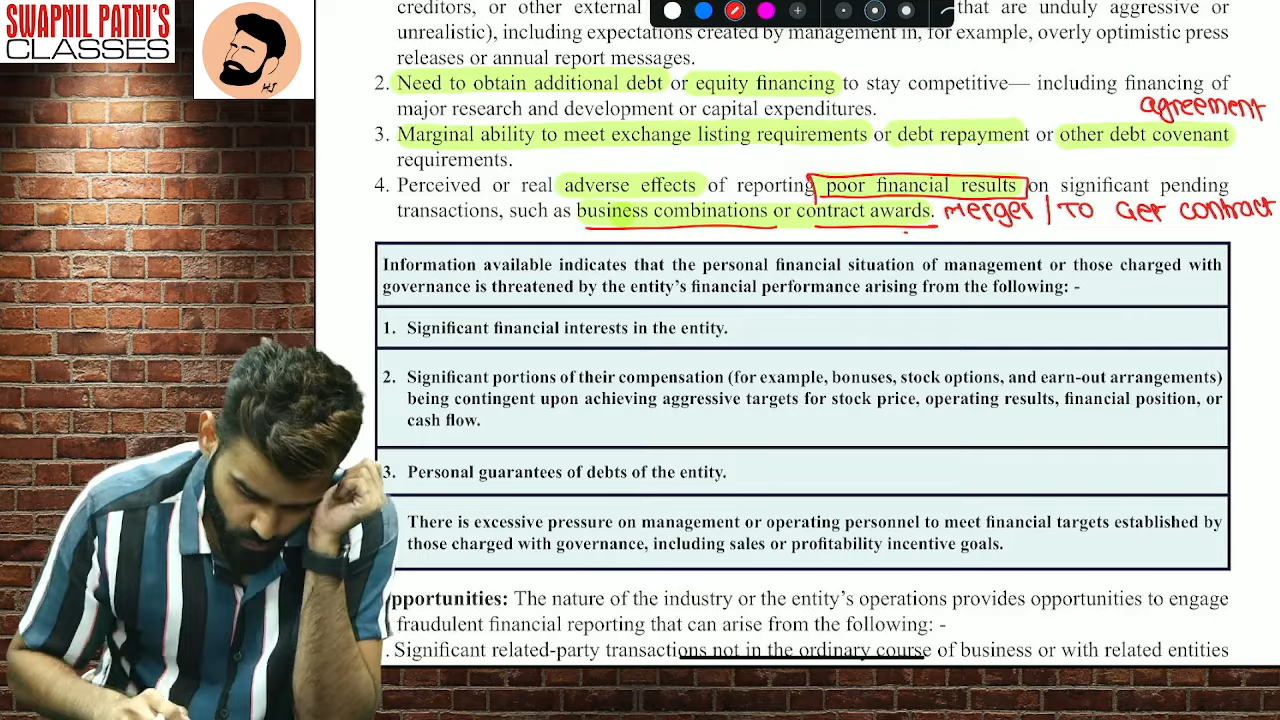 SWAPNIL PATNI'S
CLASSES
creditors, or other external that are unduly aggressive or
unrealistic), including expectations created by management in, for example, overly optimistic press
releases or annual report messages.
2. Need to obtain additional debt or equity financing to stay competitive— including financing of
major research and development or capital expenditures.
agreement
3. Marginal ability to meet exchange listing requirements or debt repayment or other debt covenant
requirements.
4. Perceived or real adverse effects of reporting poor financial results on significant pending
transactions, such as business combinations or contract awards. Merger | To Get contract
Information available indicates that the personal financial situation of management or those charged with
governance is threatened by the entity's financial performance arising from the following: -
1. Significant financial interests in the entity.
2. Significant portions of their compensation (for example, bonuses, stock options, and earn-out arrangements)
being contingent upon achieving aggressive targets for stock price, operating results, financial position, or
cash flow.
3. Personal guarantees of debts of the entity.
There is excessive pressure on management or operating personnel to meet financial targets established by
those charged with governance, including sales or profitability incentive goals.
pportunities: The nature of the industry or the entity's operations provides opportunities to engage
fraudulent financial reporting that can arise from the following: -
. Significant related-party transactions not in the ordinary course of business or with related entities